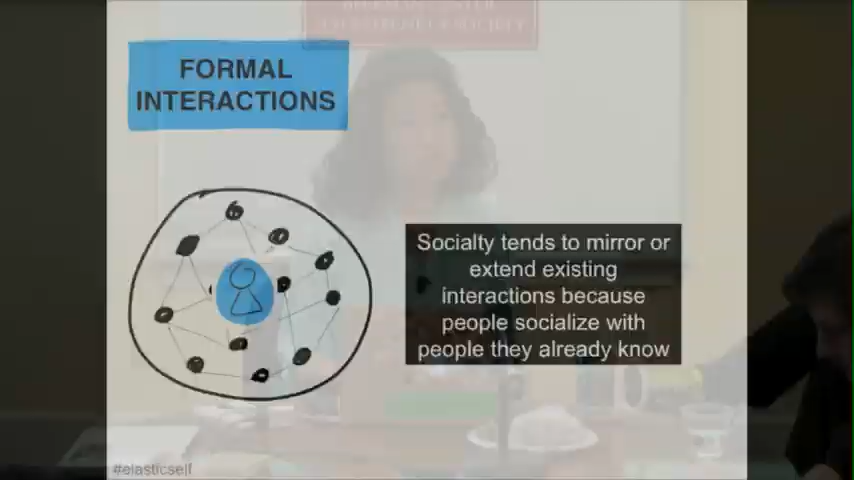 FORMAL
INTERACTIONS
Socialty tends to mirror or
extend existing
interactions because
people socialize with
people they already know
#elasticself